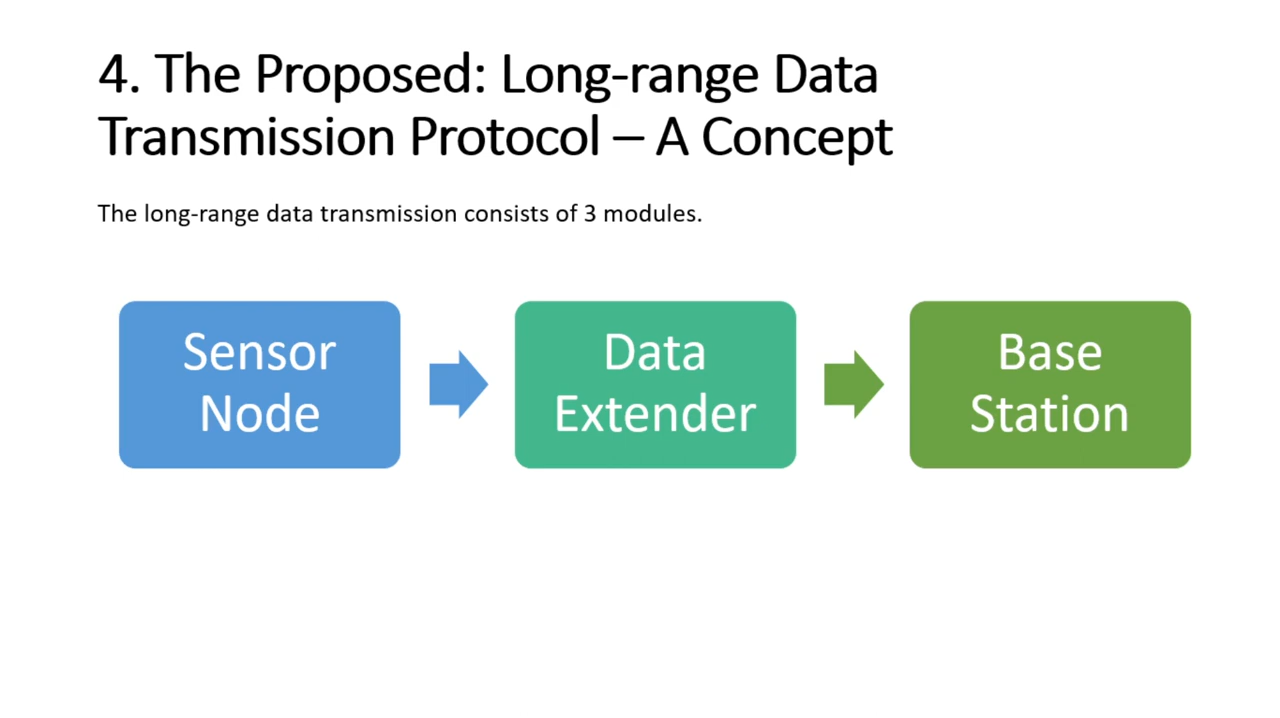 4. The Proposed: Long-range Data
Transmission Protocol – A Concept
The long-range data transmission consists of 3 modules.
Sensor
Node
Data
Extender
Base
Station